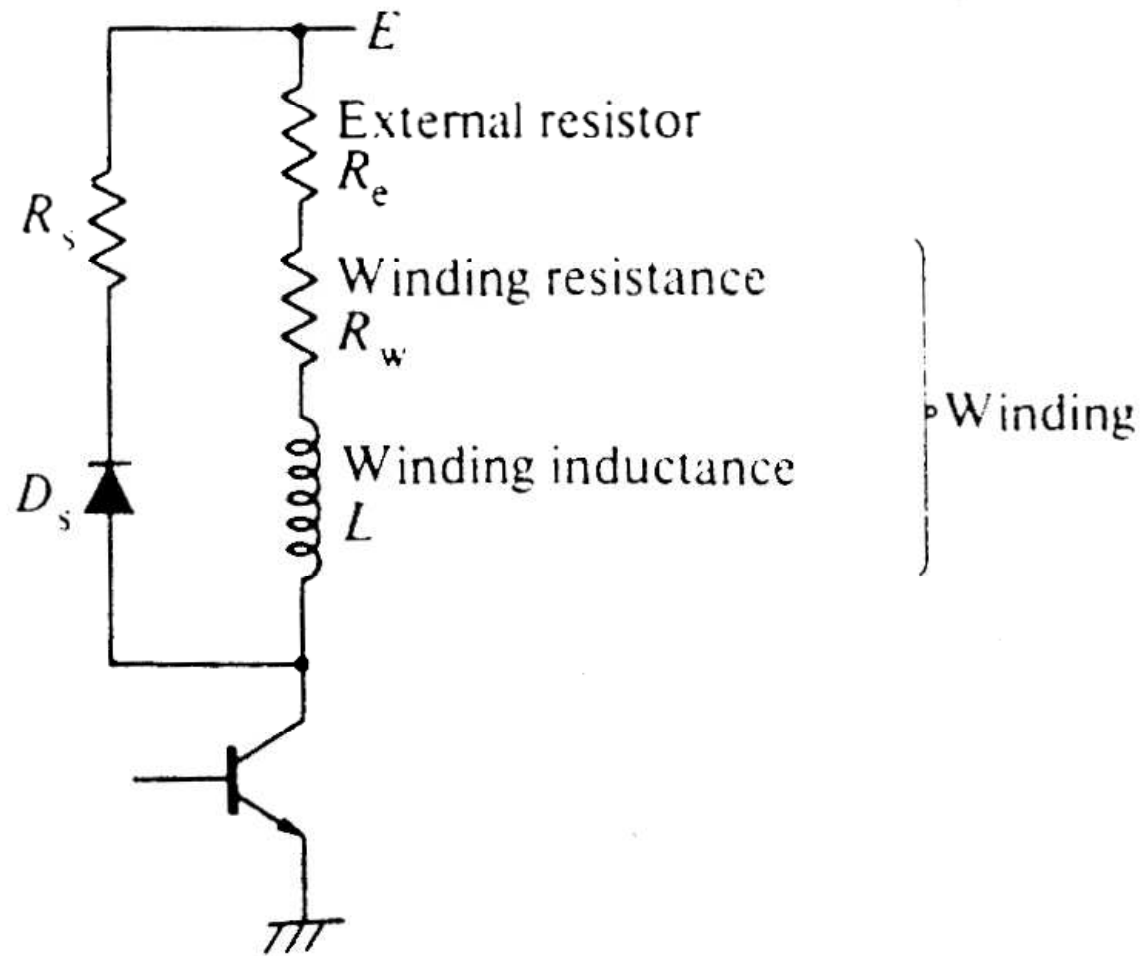 E
External resistor
Re
Rs
Winding resistance
Rw
Winding
Winding inductance
L
Ds